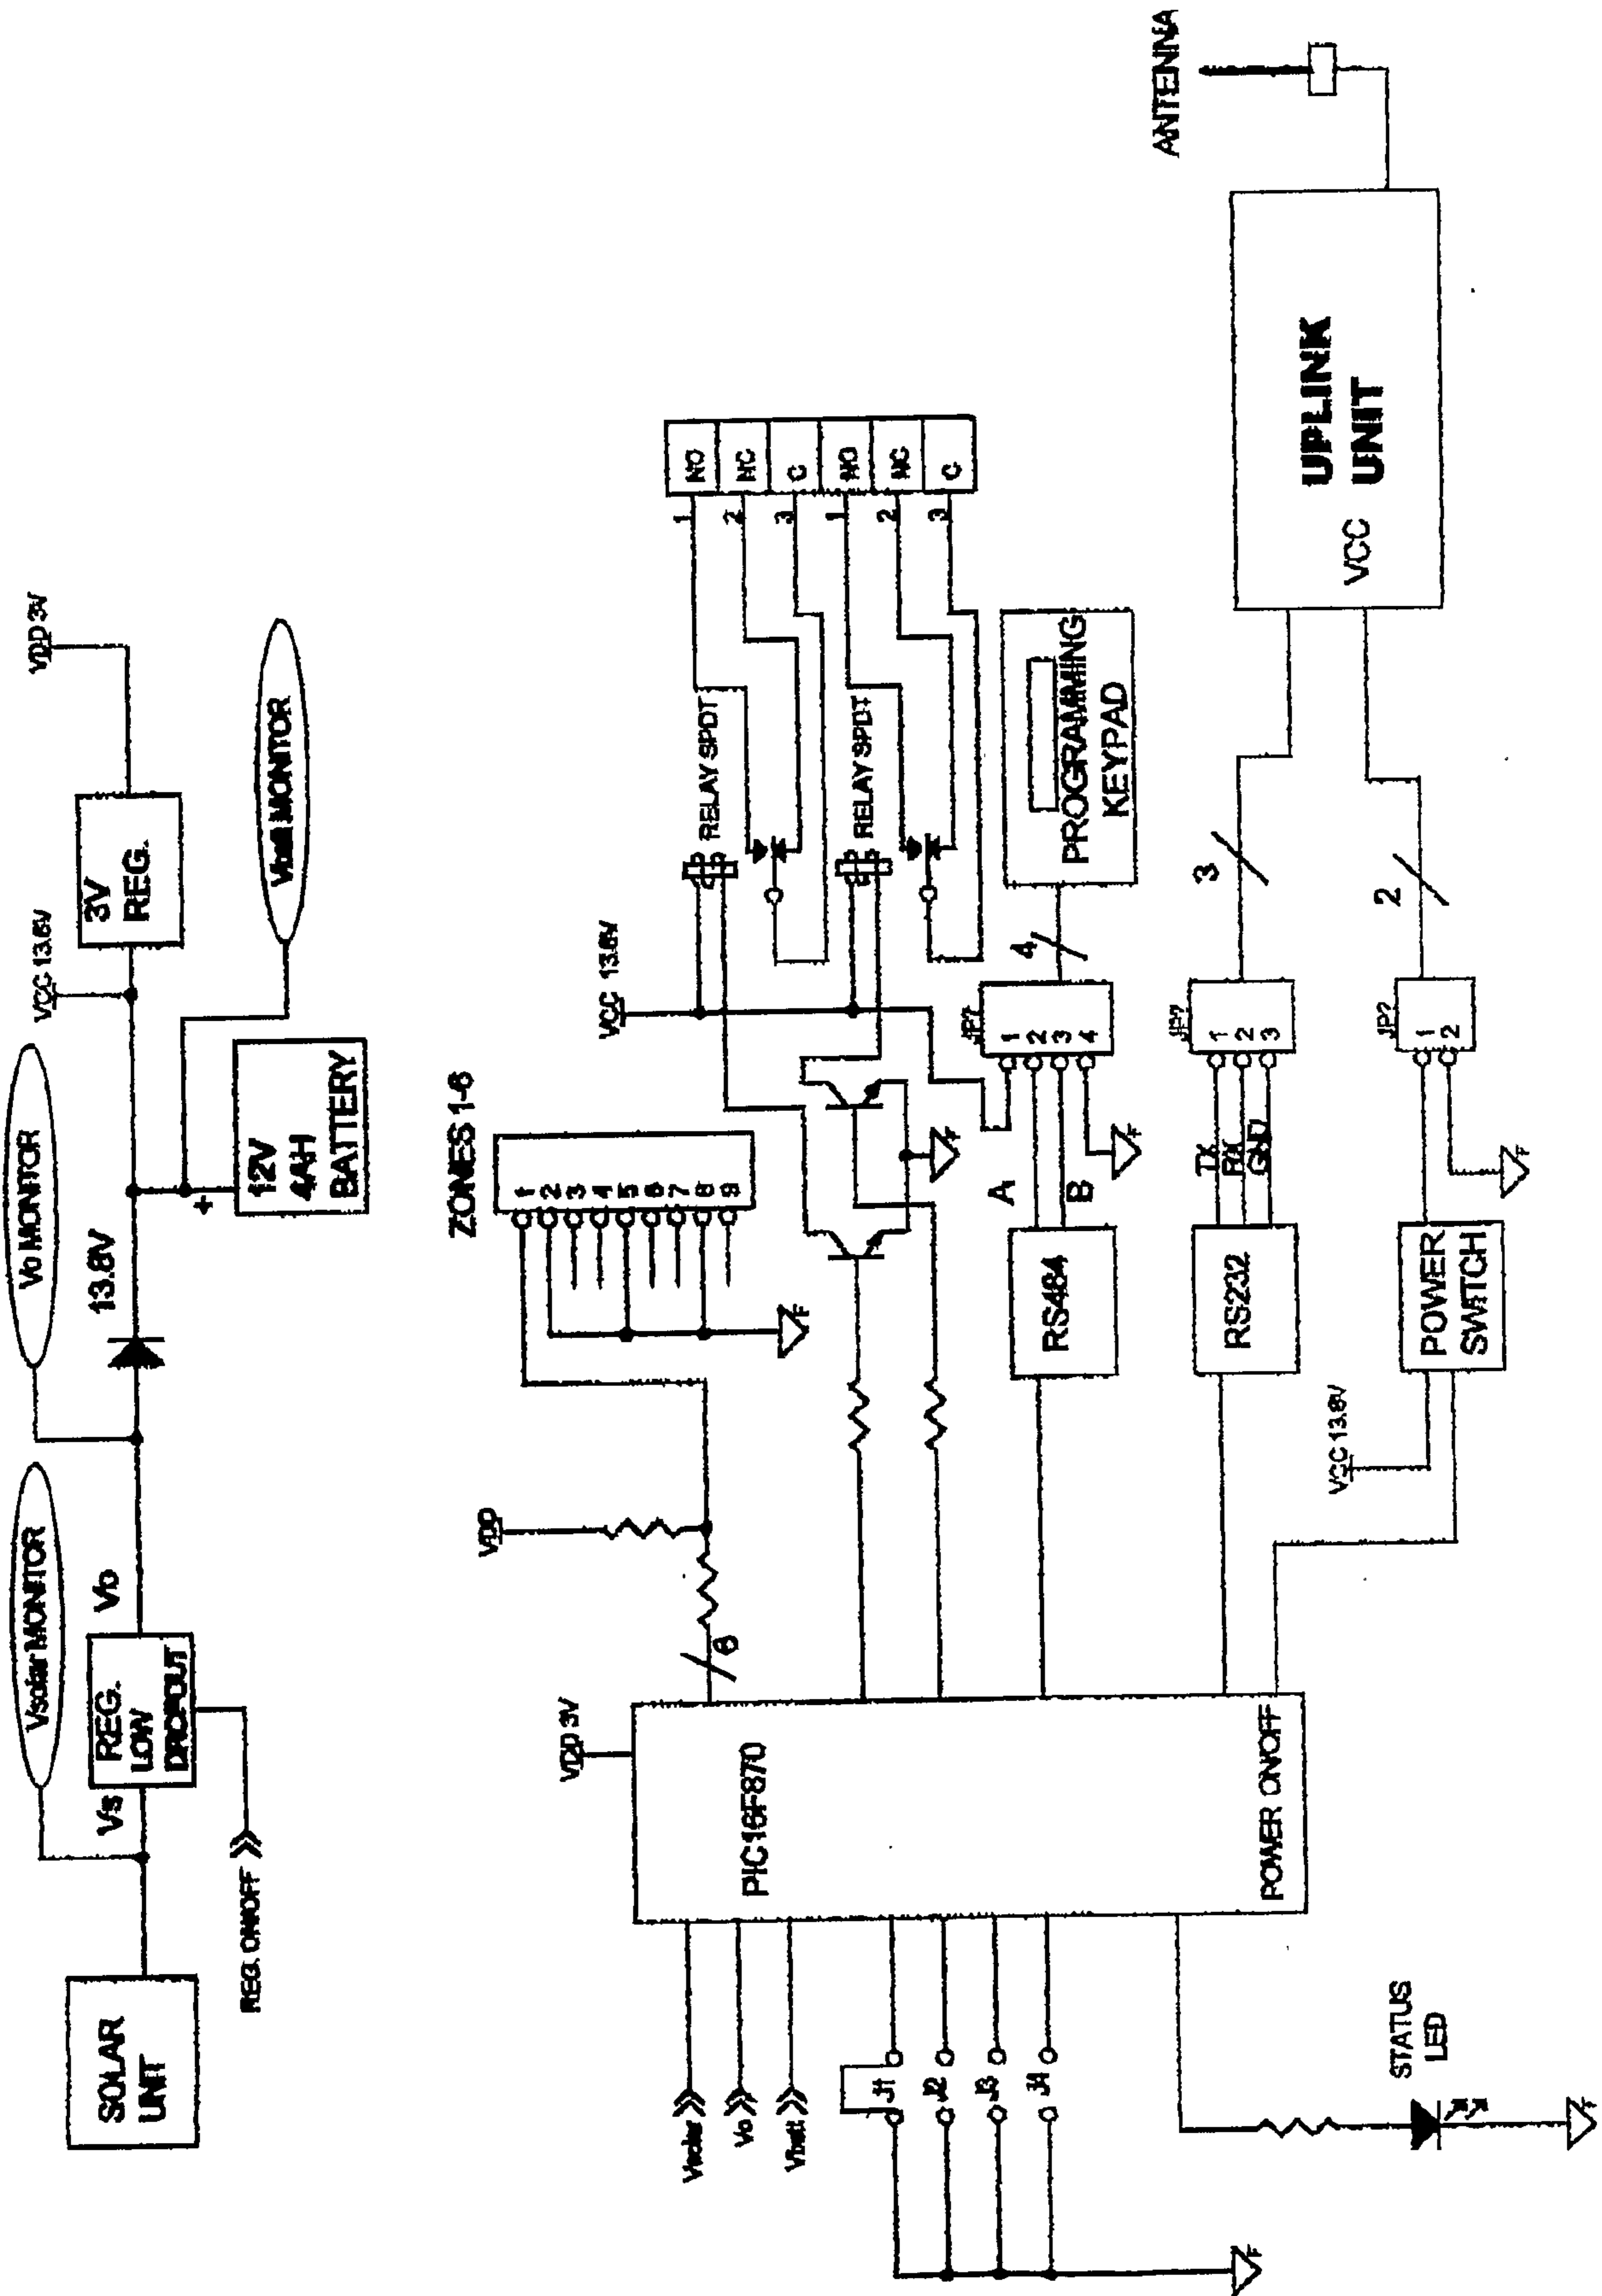 Vsolar MONITOR
Vo MONITOR
VCC 13.8V
VDD 3V
SOLAR
UNIT
Vs
REG.
LOW
DROPOUT
Vo
13.8V
3V
REG.
REG. ON/OFF
+
12V
4AH
BATTERY
Vbatt MONITOR
ZONES 1-6
1
2
3
4
5
6
7
8
9
VDD
VDD 3V
6
VCC 13.8V
RELAY SPDT
RELAY SPDT
1
2
3
1
2
3
NO
NC
C
NO
NC
C
Vsolar
Vo
Vbatt
PIC16F870
J1
J2
J3
J4
POWER ON/OFF
RS484
A
B
JP?
1
2
3
4
4
PROGRAMMING
KEYPAD
RS232
TX
RX
GND
JP?
1
2
3
3
VCC 13.8V
POWER
SWITCH
JP?
1
2
2
UPLINK
UNIT
VCC
ANTENNA
STATUS
LED